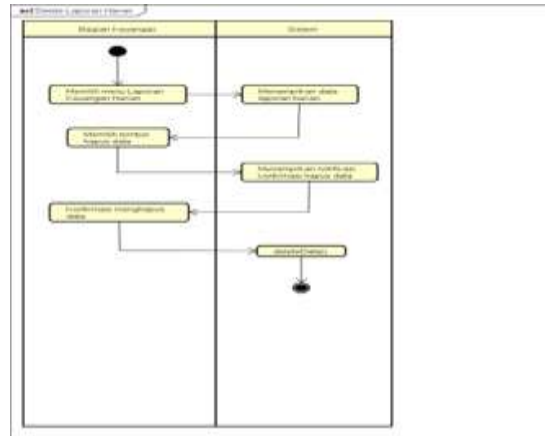 act Delete Laporan Harian
Bagian Keuangan
Sistem
Memilih menu Laporan
Keuangan Harian
Menampilkan data
laporan harian
Memilih tombol
hapus data
Menampilkan notifikasi
konfirmasi hapus data
Konfirmasi menghapus
data
deleteData()